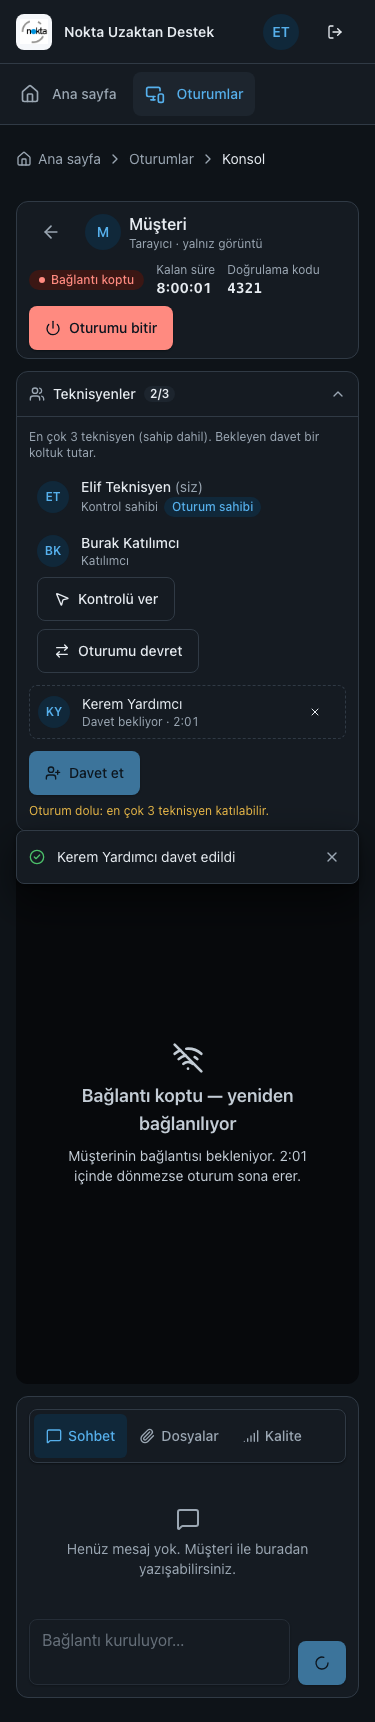 nokta
Nokta Uzaktan Destek
ET
Ana sayfa
Oturumlar
Ana sayfa
Oturumlar
Konsol
M
Müşteri
Tarayıcı · yalnız görüntü
Bağlantı koptu
Kalan süre
8:00:01
Doğrulama kodu
4321
Oturumu bitir
Teknisyenler
2/3
En çok 3 teknisyen (sahip dahil). Bekleyen davet bir
koltuk tutar.
ET
Elif Teknisyen (siz)
Kontrol sahibi
Oturum sahibi
BK
Burak Katılımcı
Katılımcı
Kontrolü ver
Oturumu devret
KY
Kerem Yardımcı
Davet bekliyor · 2:01
Davet et
Oturum dolu: en çok 3 teknisyen katılabilir.
Kerem Yardımcı davet edildi
Bağlantı koptu — yeniden
bağlanılıyor
Müşterinin bağlantısı bekleniyor. 2:01
içinde dönmezse oturum sona erer.
Sohbet
Dosyalar
Kalite
Henüz mesaj yok. Müşteri ile buradan
yazışabilirsiniz.
Bağlantı kuruluyor...